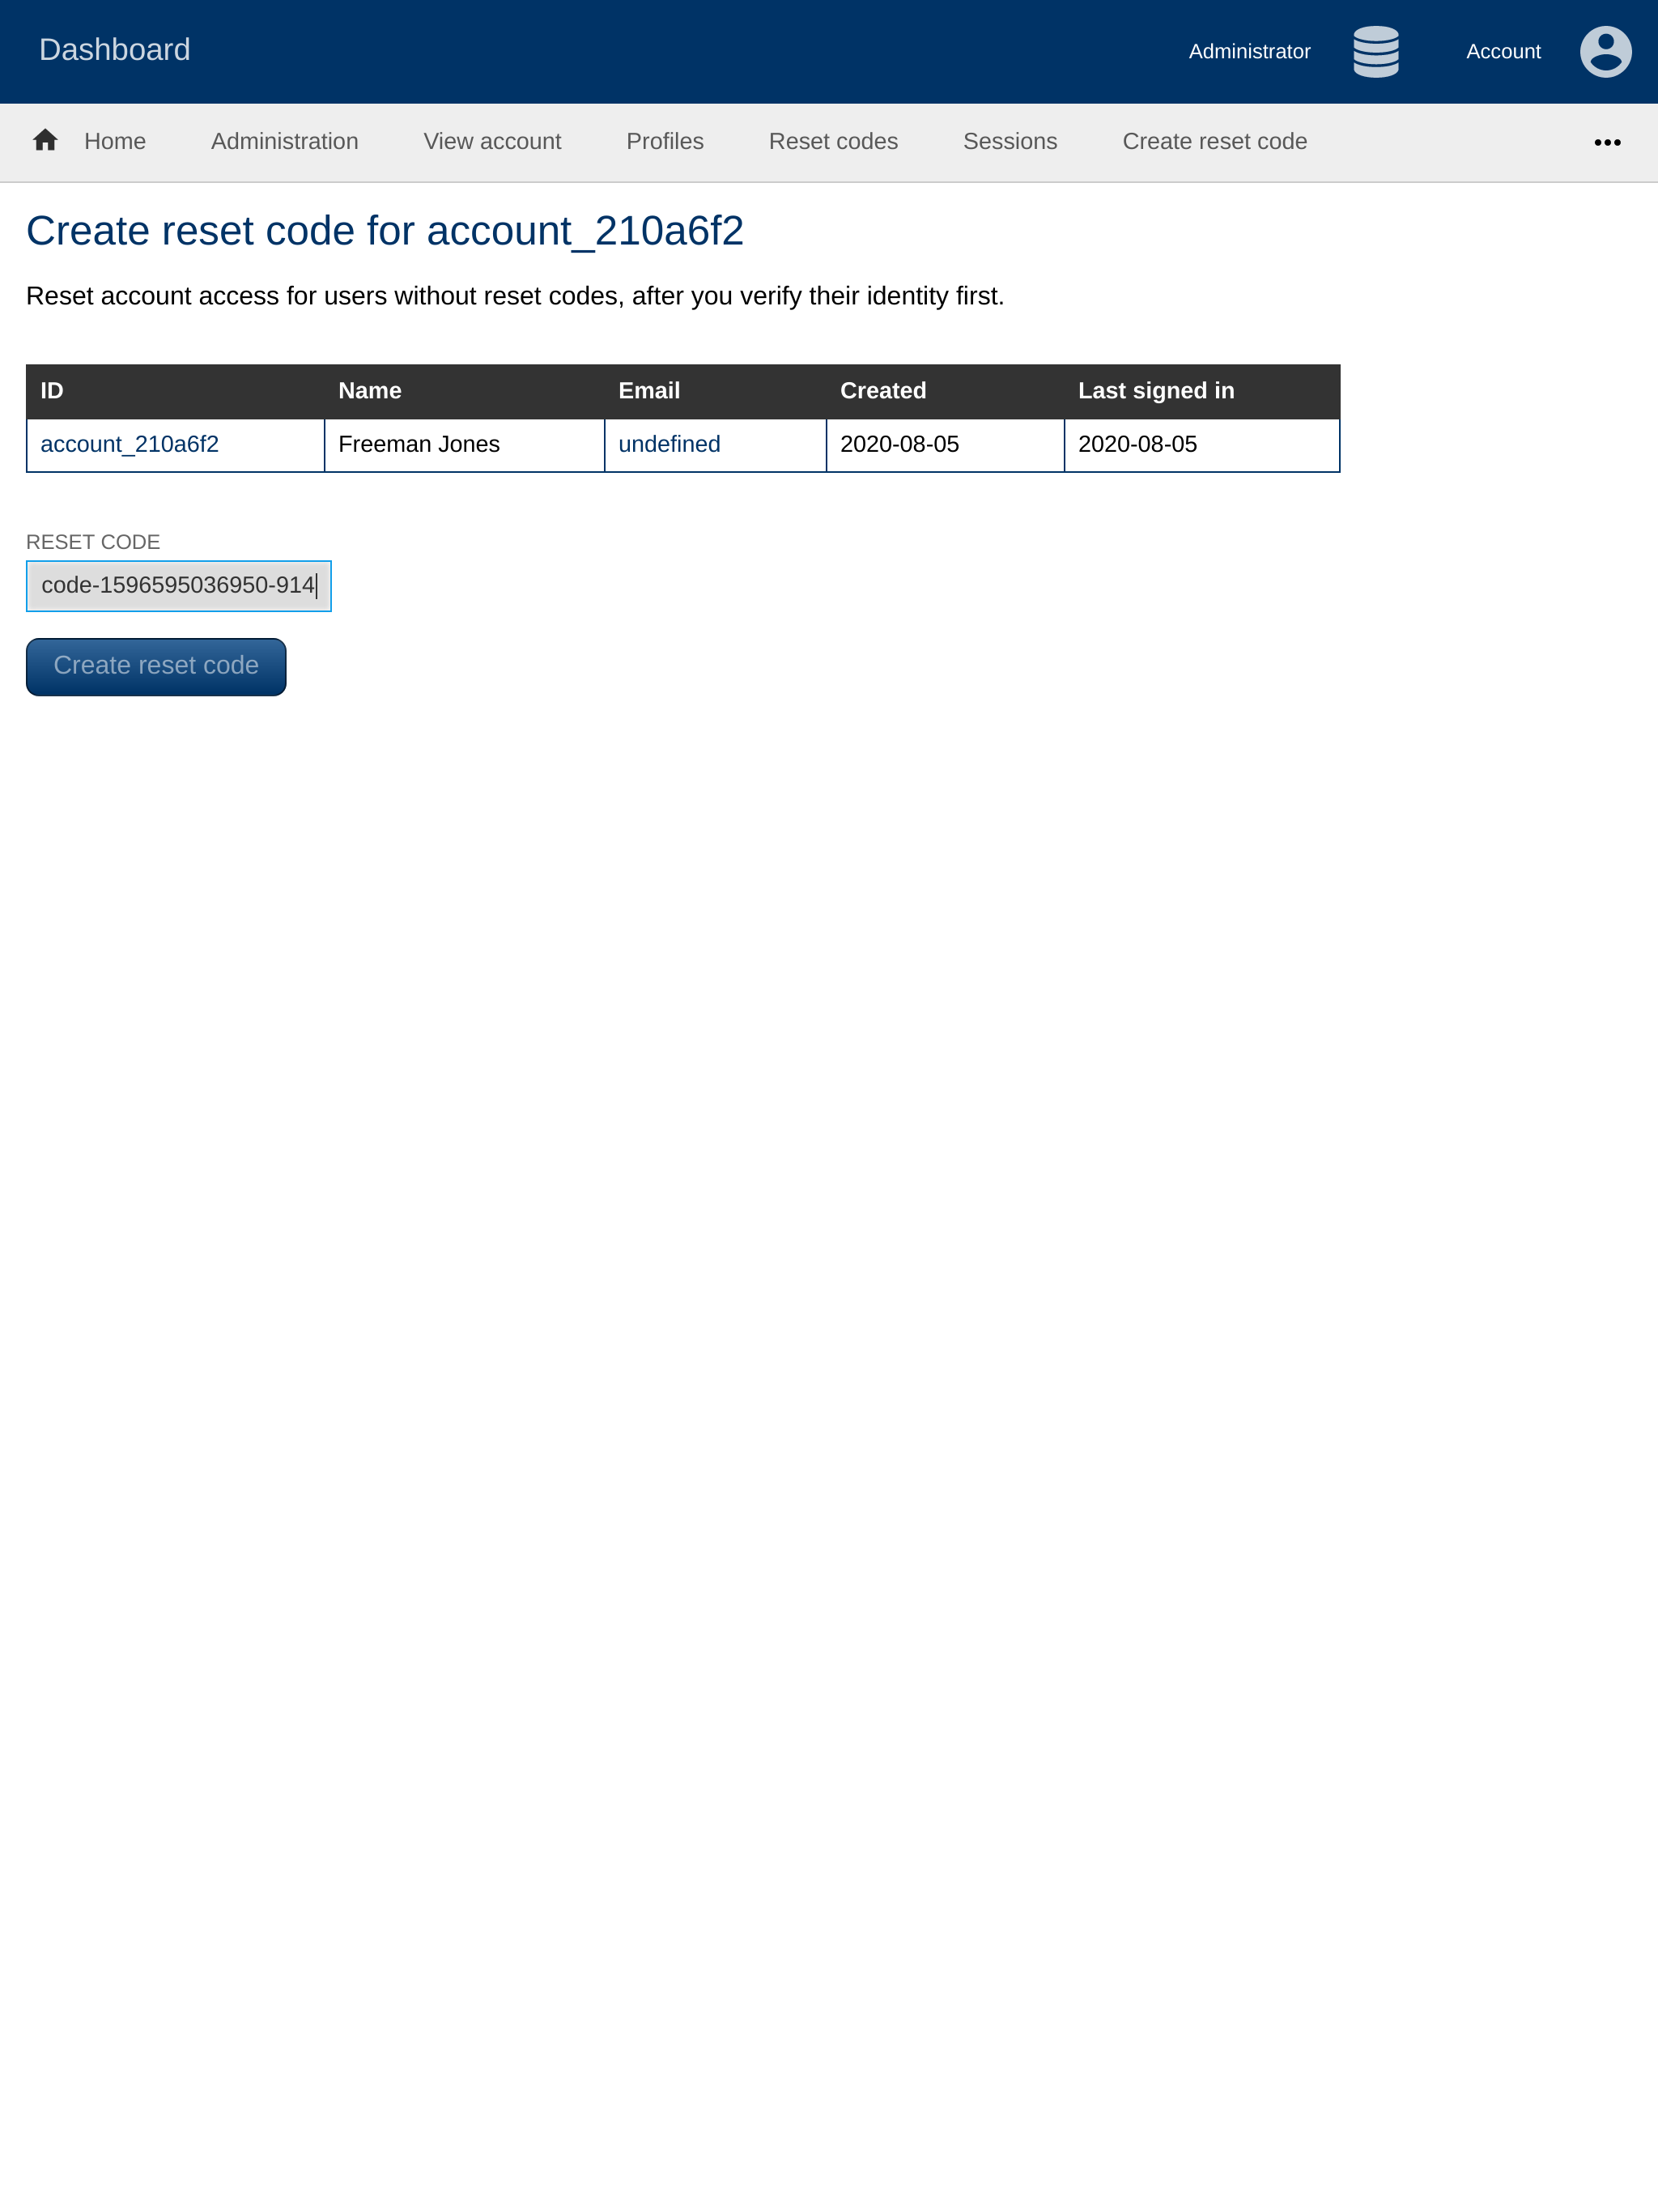 Dashboard Administrator Account
Home Administration View account Profiles Reset codes Sessions Create reset code
Create reset code for account_210a6f2
Reset account access for users without reset codes, after you verify their identity first.
ID Name Email Created Last signed in
account_210a6f2 Freeman Jones undefined 2020-08-05 2020-08-05
RESET CODE
code-1596595036950-914
Create reset code